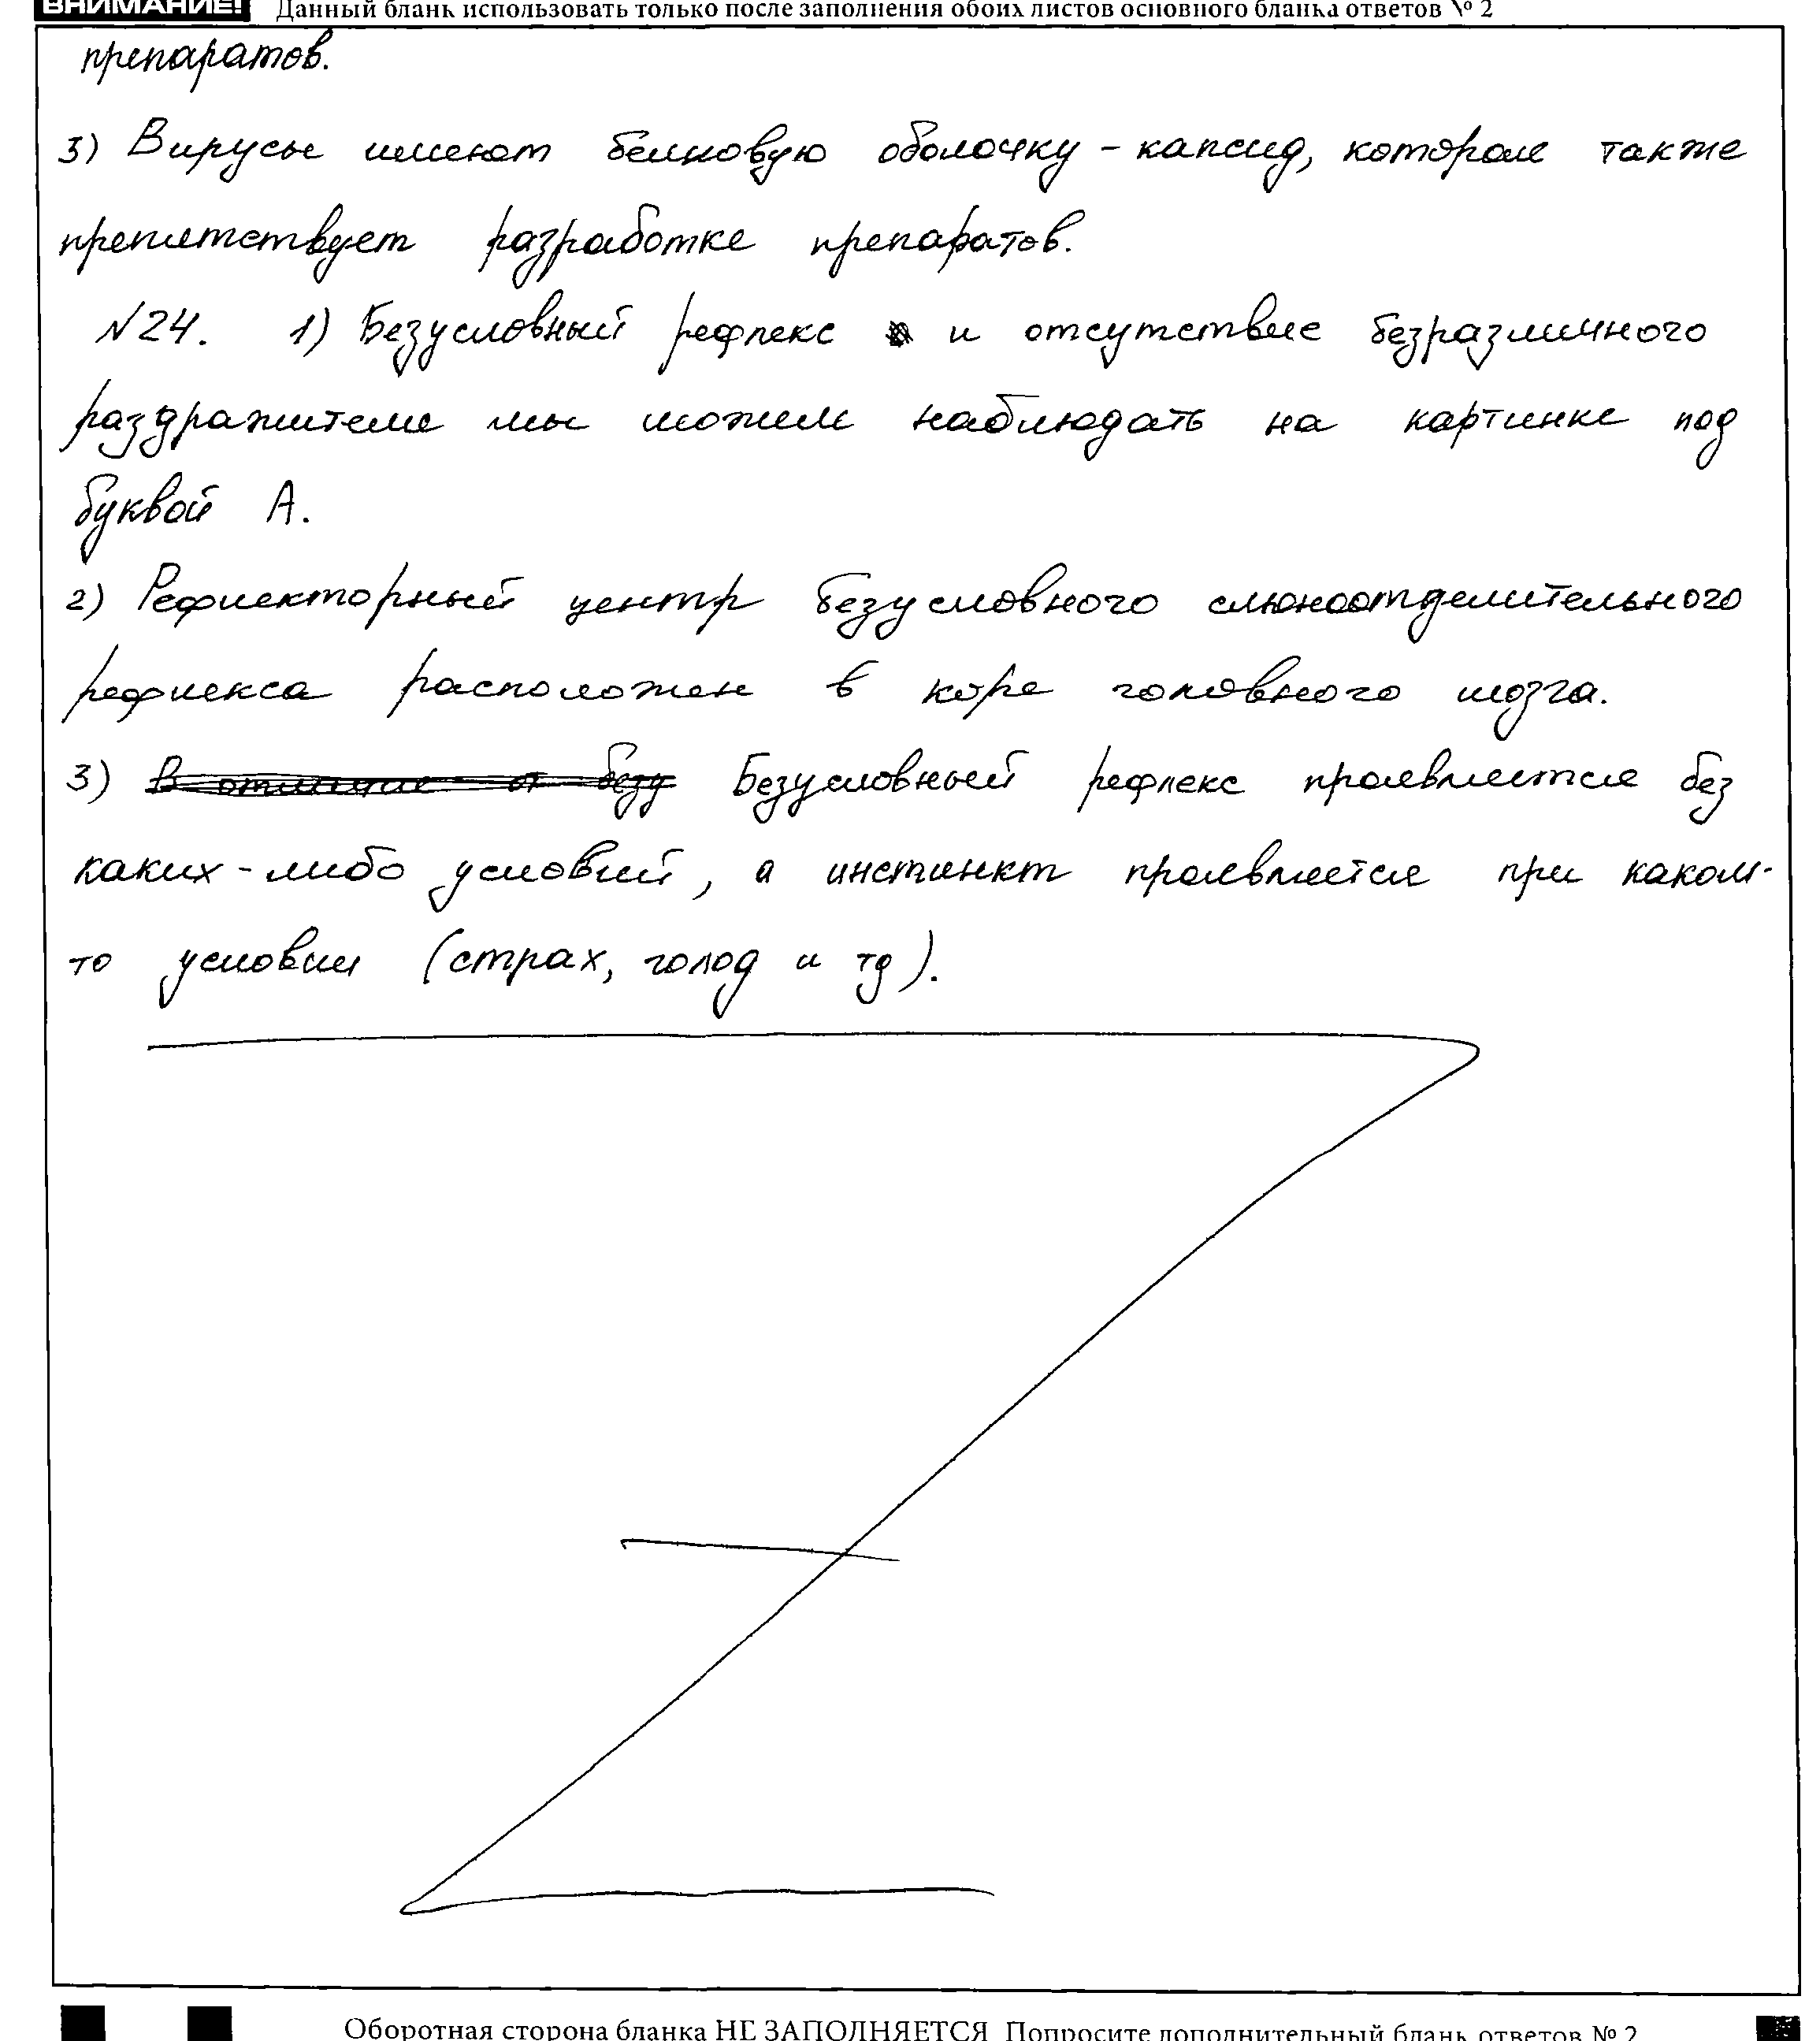 ВНИМАНИЕ! Данный бланк использовать только после заполнения обоих листов основного бланка ответов № 2
препаратов.
3) Вирусы имеют белковую оболочку - капсид, которая также
препятствует разработке препаратов.
№24. 1) Безусловный рефлекс и отсутствие безразличного
раздражителя мы можем наблюдать на картинке под
буквой А.
2) Рефлекторный центр безусловного слюноотделительного
рефлекса расположен в коре головного мозга.
3) В отличие от безу Безусловный рефлекс проявляется без
каких-либо условий, а инстинкт проявляется при каком-
то условии (страх, голод и тд).
Оборотная сторона бланка НЕ ЗАПОЛНЯЕТСЯ Попросите дополнительный бланк ответов № 2